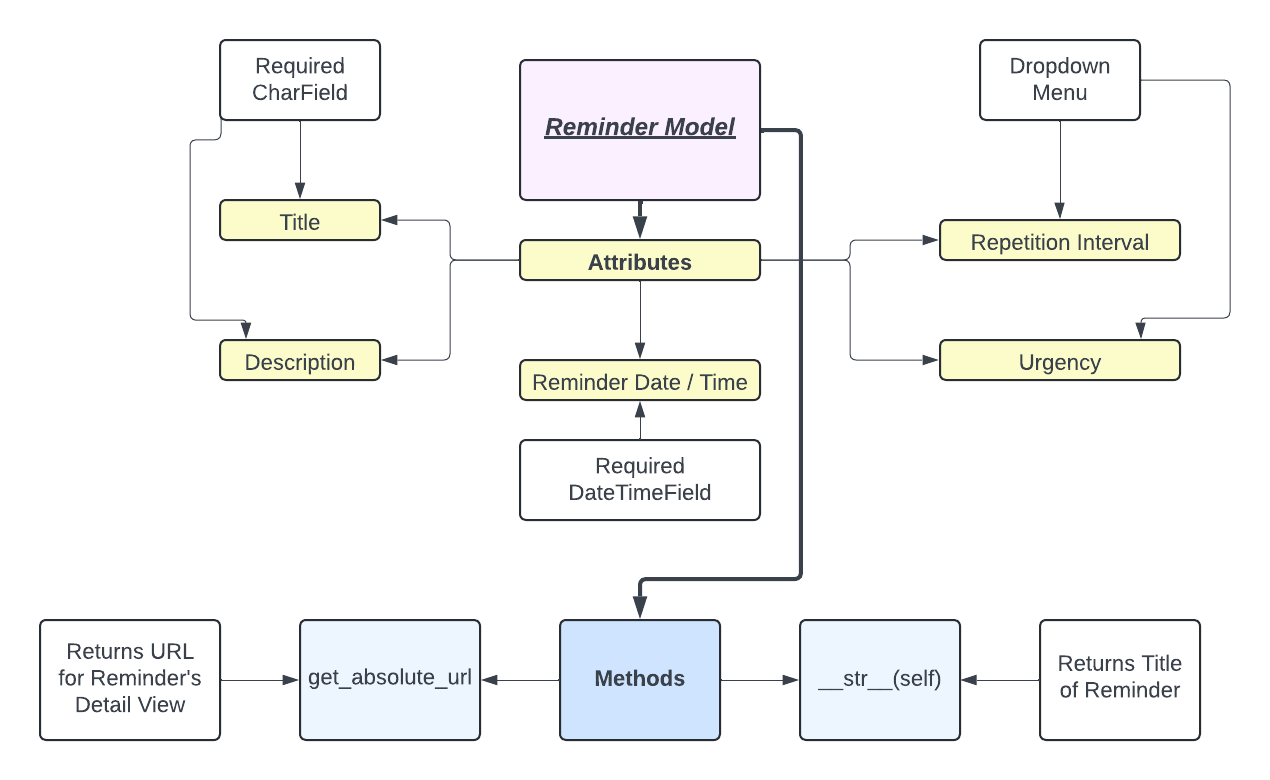 Required
CharField
Reminder Model
Dropdown
Menu
Title
Attributes
Repetition Interval
Description
Reminder Date / Time
Urgency
Required
DateTimeField
Returns URL
for Reminder's
Detail View
get_absolute_url
Methods
__str__(self)
Returns Title
of Reminder